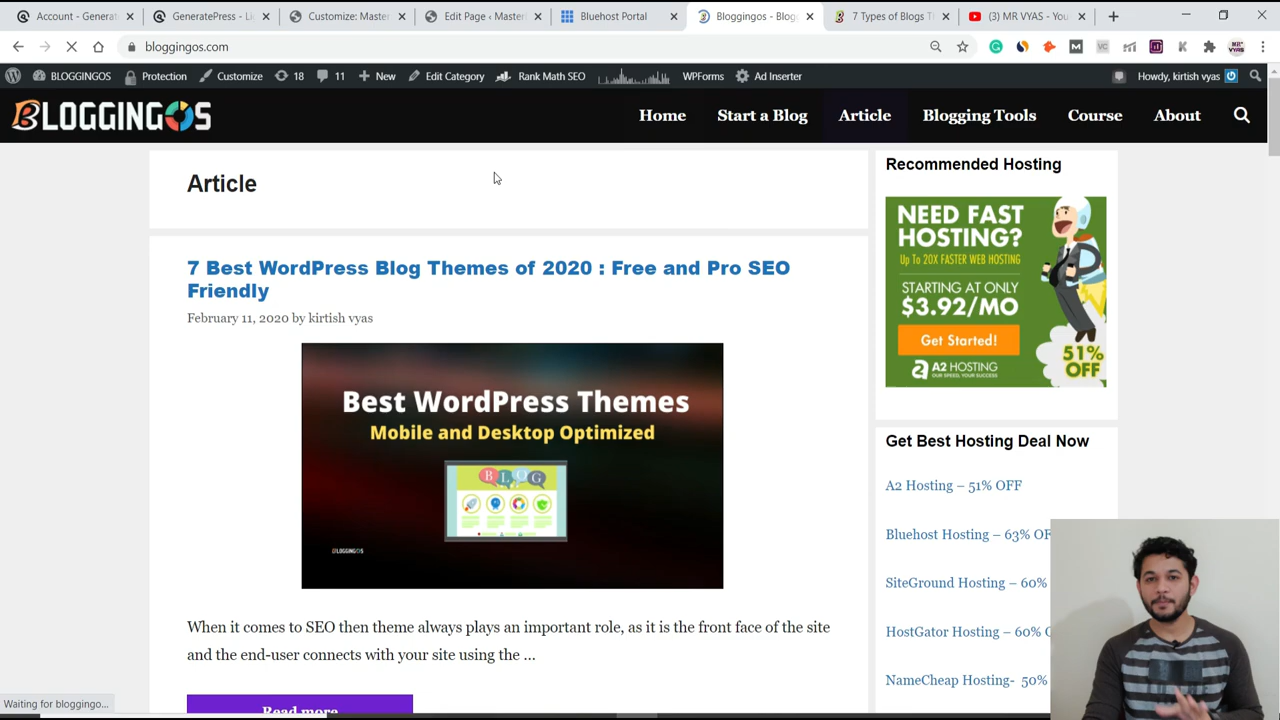 Account - Generat
GeneratePress - Li
Customize: Master
Edit Page ‹ Master
Bluehost Portal
Bloggingos - Blog
7 Types of Blogs T
(3) MR VYAS - You
bloggingos.com
BLOGGINGOS
Protection
Customize
18
11
New
Edit Category
Rank Math SEO
WPForms
Ad Inserter
Howdy, kirtish vyas
BLOGGINGOS
Home
Start a Blog
Article
Blogging Tools
Course
About
Article
7 Best WordPress Blog Themes of 2020 : Free and Pro SEO
Friendly
February 11, 2020 by kirtish vyas
Best WordPress Themes
Mobile and Desktop Optimized
BLOG
BLOGGINGOS
When it comes to SEO then theme always plays an important role, as it is the front face of the site
and the end-user connects with your site using the ...
Read more
Recommended Hosting
NEED FAST
HOSTING?
Up To 20X FASTER WEB HOSTING
STARTING AT ONLY
$3.92/MO
Get Started!
51%
OFF
A2 HOSTING
OUR SPEED, YOUR SUCCESS
Get Best Hosting Deal Now
A2 Hosting – 51% OFF
Bluehost Hosting – 63% OF
SiteGround Hosting – 60%
HostGator Hosting – 60%
NameCheap Hosting- 50%
Waiting for bloggingo...